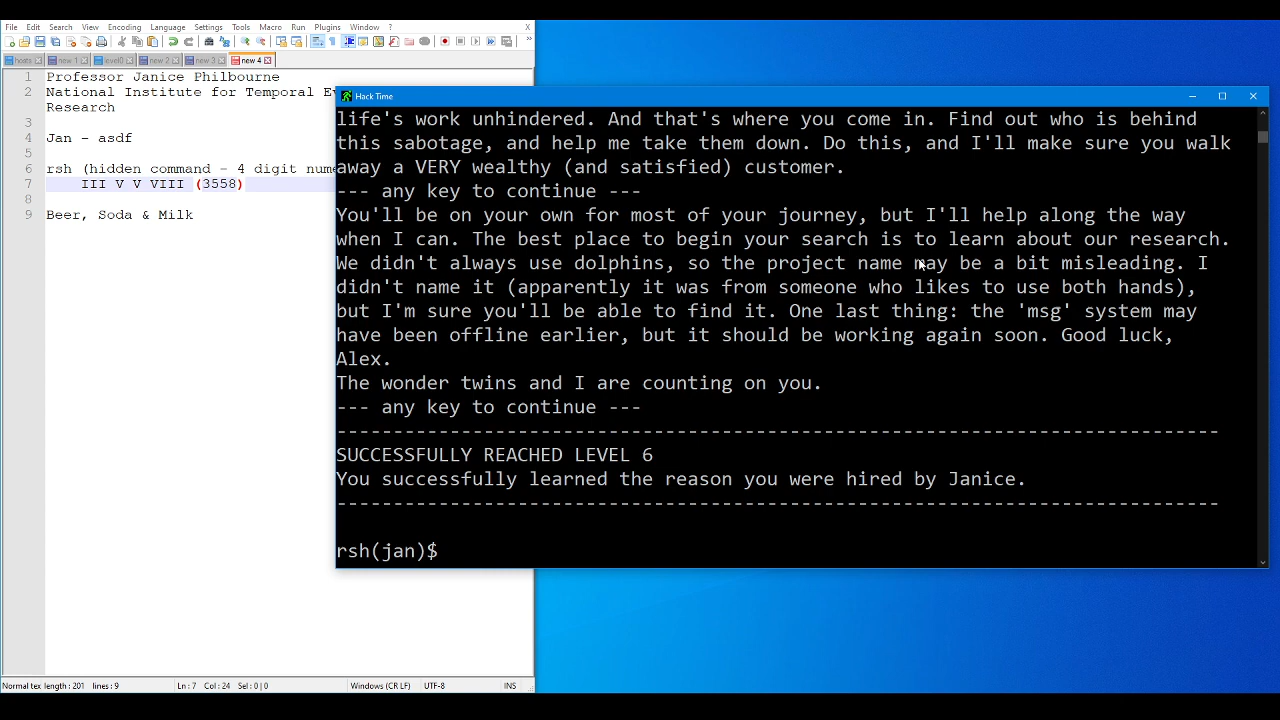 File Edit Search View Encoding Language Settings Tools Macro Run Plugins Window ?
new 1 level0 new 2 new 3 new 4
1 Professor Janice Philbourne
2 National Institute for Temporal
Research
3
4 Jan - asdf
5
6 rsh (hidden command - 4 digit
7 III V V VIII (3558)
8
9 Beer, Soda & Milk
Normal tex length : 201 lines : 9 Ln : 7 Col : 24 Sel : 0 | 0 Windows (CR LF) UTF-8 INS
Hack Time
life's work unhindered. And that's where you come in. Find out who is behind
this sabotage, and help me take them down. Do this, and I'll make sure you walk
away a VERY wealthy (and satisfied) customer.
--- any key to continue ---
You'll be on your own for most of your journey, but I'll help along the way
when I can. The best place to begin your search is to learn about our research.
We didn't always use dolphins, so the project name may be a bit misleading. I
didn't name it (apparently it was from someone who likes to use both hands),
but I'm sure you'll be able to find it. One last thing: the 'msg' system may
have been offline earlier, but it should be working again soon. Good luck,
Alex.
The wonder twins and I are counting on you.
--- any key to continue ---
------------------------------------------------------------------------------
SUCCESSFULLY REACHED LEVEL 6
You successfully learned the reason you were hired by Janice.
------------------------------------------------------------------------------
rsh(jan)$